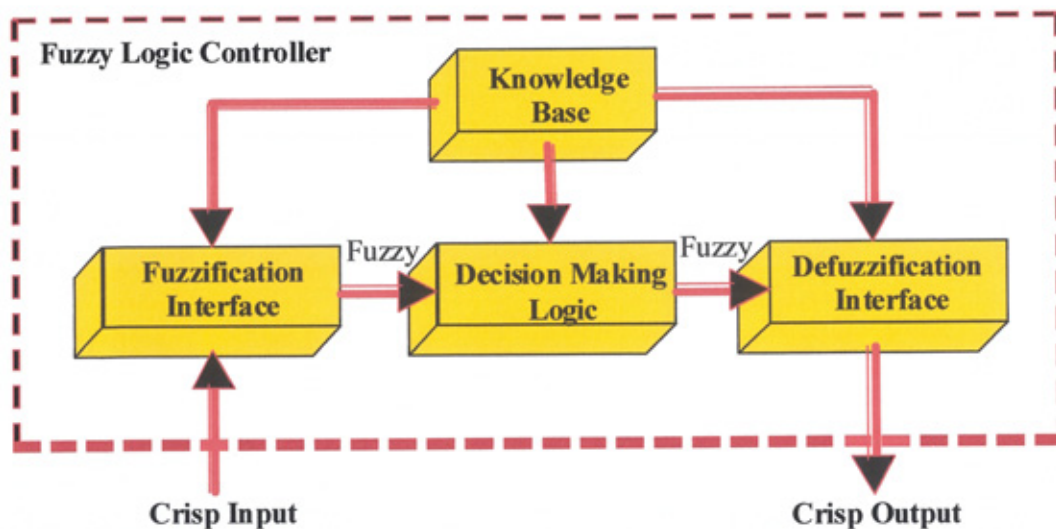 Fuzzy Logic Controller
Knowledge
Base
Fuzzification
Interface
Fuzzy
Decision Making
Logic
Fuzzy
Defuzzification
Interface
Crisp Input
Crisp Output